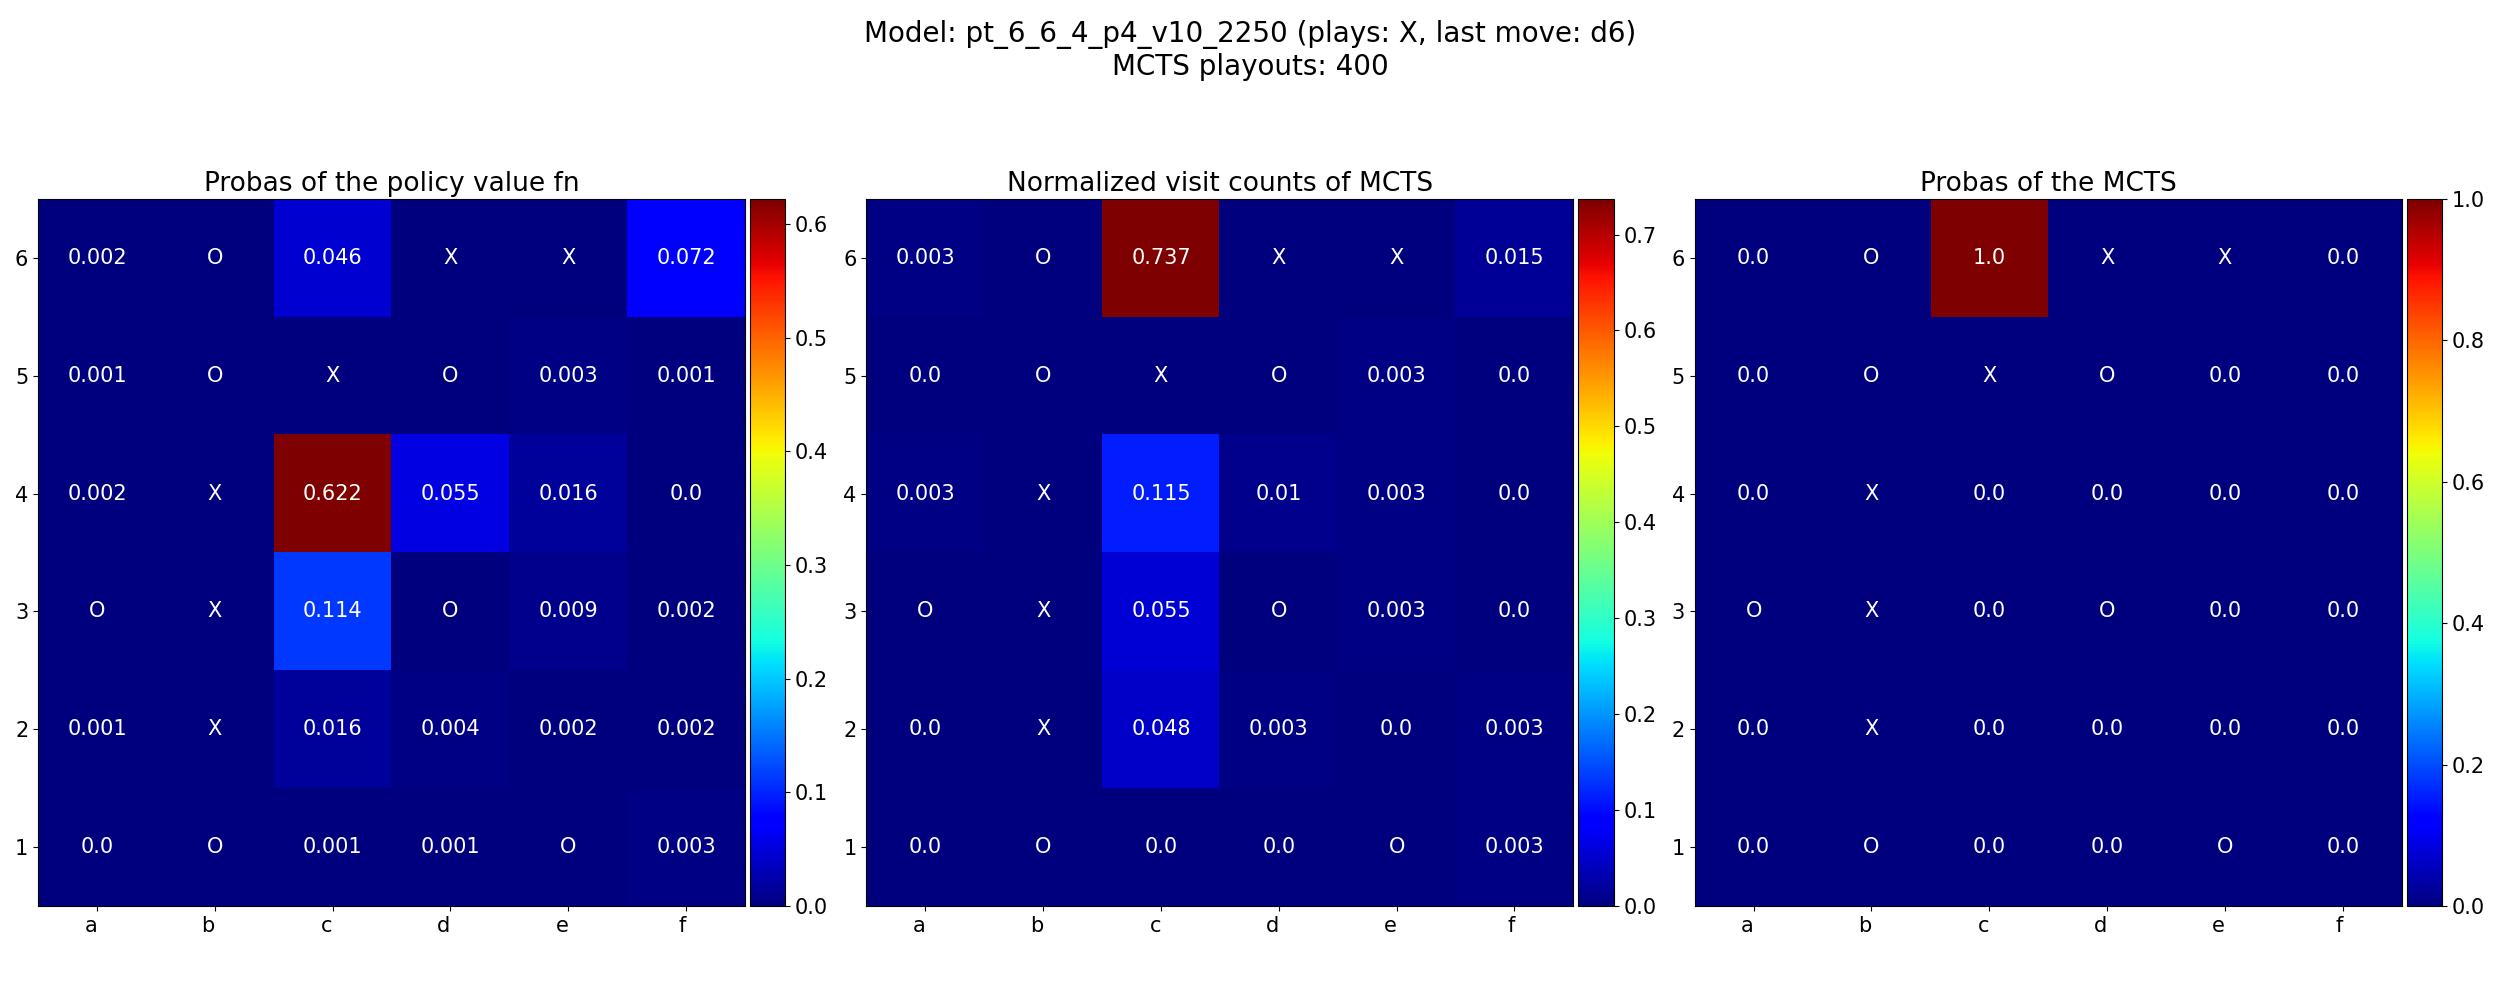 Model: pt_6_6_4_p4_v10_2250 (plays: X, last move: d6)
MCTS playouts: 400
Probas of the policy value fn
6 0.002 O 0.046 X X 0.072
5 0.001 O X O 0.003 0.001
4 0.002 X 0.622 0.055 0.016 0.0
3 O X 0.114 O 0.009 0.002
2 0.001 X 0.016 0.004 0.002 0.002
1 0.0 O 0.001 0.001 O 0.003
a b c d e f
0.6
0.5
0.4
0.3
0.2
0.1
0.0
Normalized visit counts of MCTS
6 0.003 O 0.737 X X 0.015
5 0.0 O X O 0.003 0.0
4 0.003 X 0.115 0.01 0.003 0.0
3 O X 0.055 O 0.003 0.0
2 0.0 X 0.048 0.003 0.0 0.003
1 0.0 O 0.0 0.0 O 0.003
a b c d e f
0.7
0.6
0.5
0.4
0.3
0.2
0.1
0.0
Probas of the MCTS
6 0.0 O 1.0 X X 0.0
5 0.0 O X O 0.0 0.0
4 0.0 X 0.0 0.0 0.0 0.0
3 O X 0.0 O 0.0 0.0
2 0.0 X 0.0 0.0 0.0 0.0
1 0.0 O 0.0 0.0 O 0.0
a b c d e f
1.0
0.8
0.6
0.4
0.2
0.0